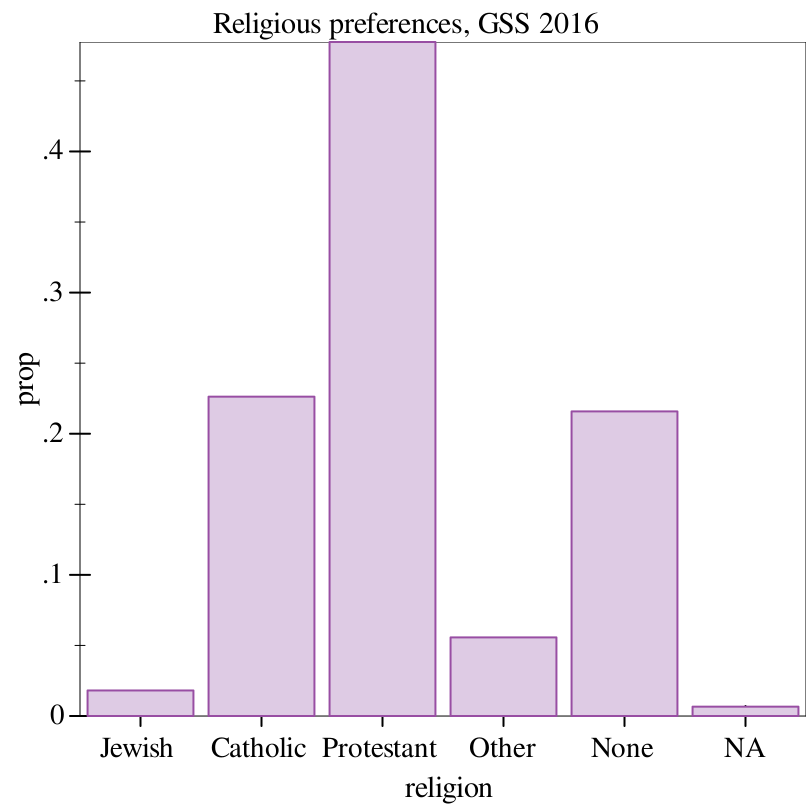 Religious preferences, GSS 2016
.4
.3
.2
.1
0
prop
Jewish Catholic Protestant Other None NA
religion